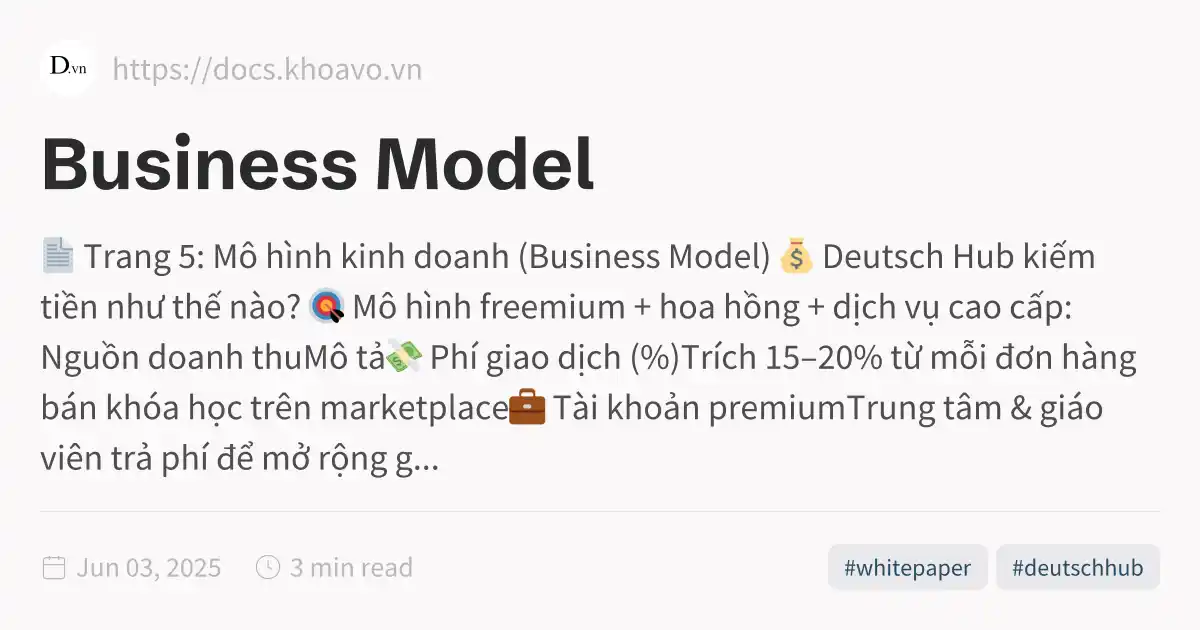 D.vn https://docs.khoavo.vn
Business Model
📄 Trang 5: Mô hình kinh doanh (Business Model) 💰 Deutsch Hub kiếm
tiền như thế nào? 🎯 Mô hình freemium + hoa hồng + dịch vụ cao cấp:
Nguồn doanh thuMô tả💸 Phí giao dịch (%)Trích 15–20% từ mỗi đơn hàng
bán khóa học trên marketplace💼 Tài khoản premiumTrung tâm & giáo
viên trả phí để mở rộng g...
Jun 03, 2025 3 min read #whitepaper #deutschhub